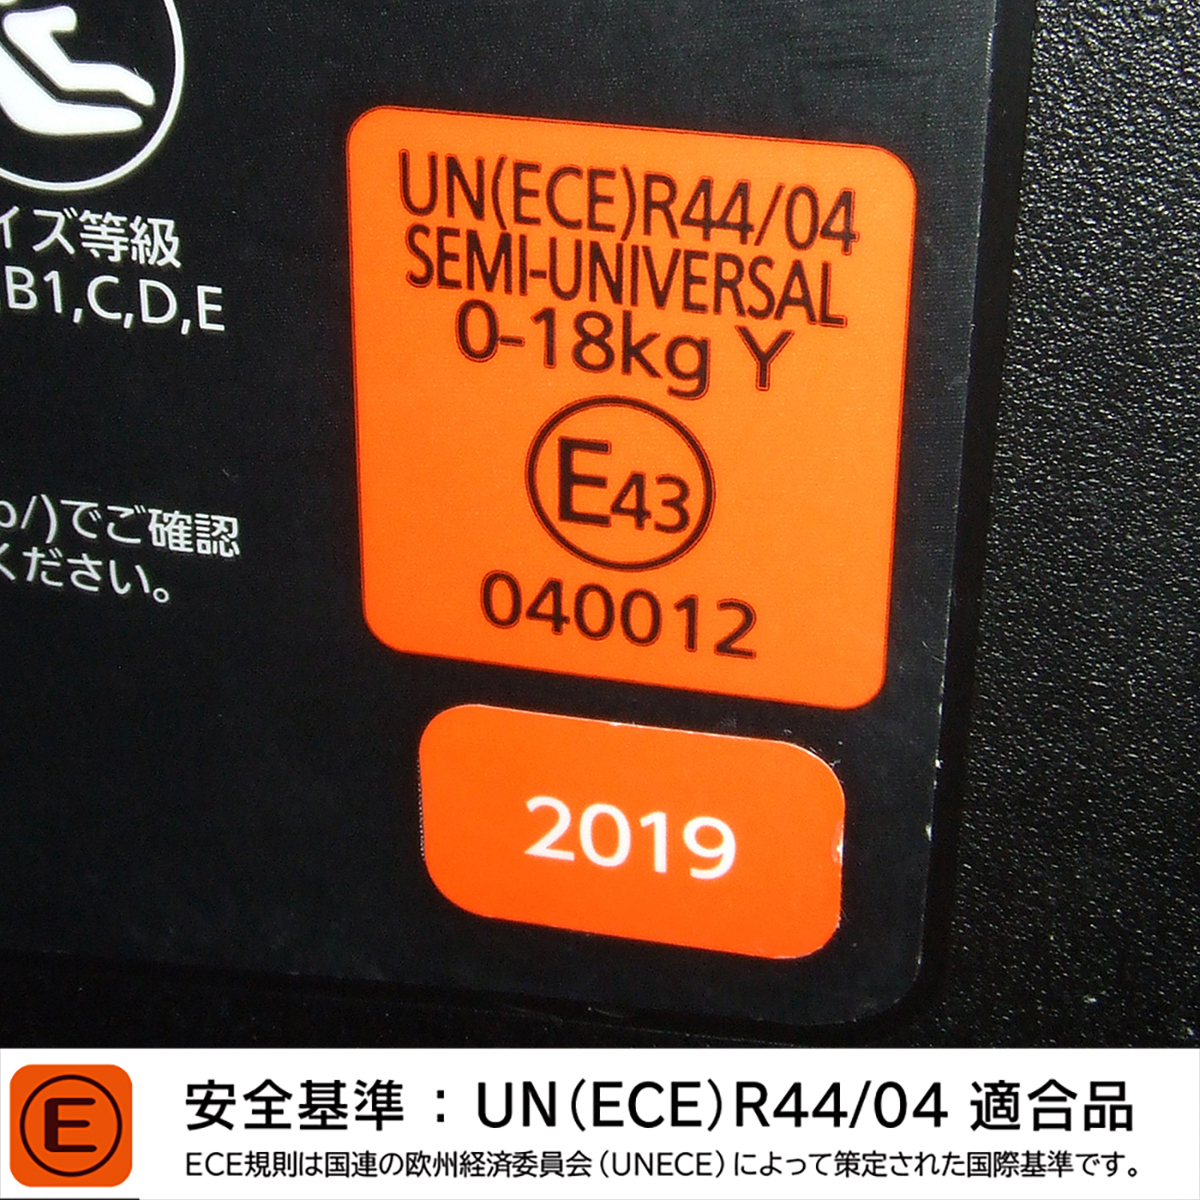 イズ等級
B1,C,D,E
UN(ECE)R44/04
SEMI-UNIVERSAL
0-18kg Y
E43
040012
/)でご確認
ください。
2019
E
安全基準：UN(ECE)R44/04 適合品
ECE規則は国連の欧州経済委員会(UNECE)によって策定された国際基準です。